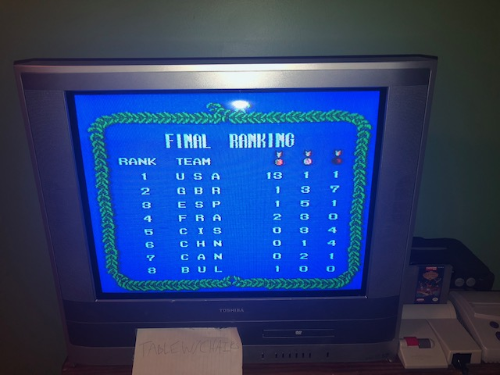 FINAL RANKING
RANK TEAM
1 USA 13 1 1
2 GBR 1 3 7
3 ESP 1 5 1
4 FRA 2 3 0
5 CIS 0 3 4
6 CHN 0 1 4
7 CAN 0 2 1
8 BUL 1 0 0
TOSHIBA